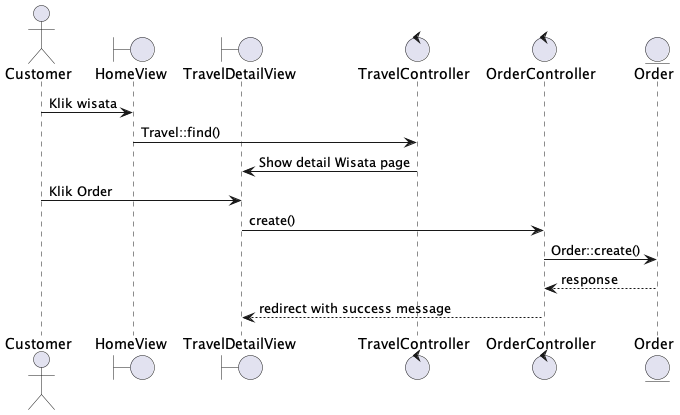 Customer HomeView TravelDetailView TravelController OrderController Order
Klik wisata
Travel::find()
Show detail Wisata page
Klik Order
create()
Order::create()
response
redirect with success message
Customer HomeView TravelDetailView TravelController OrderController Order